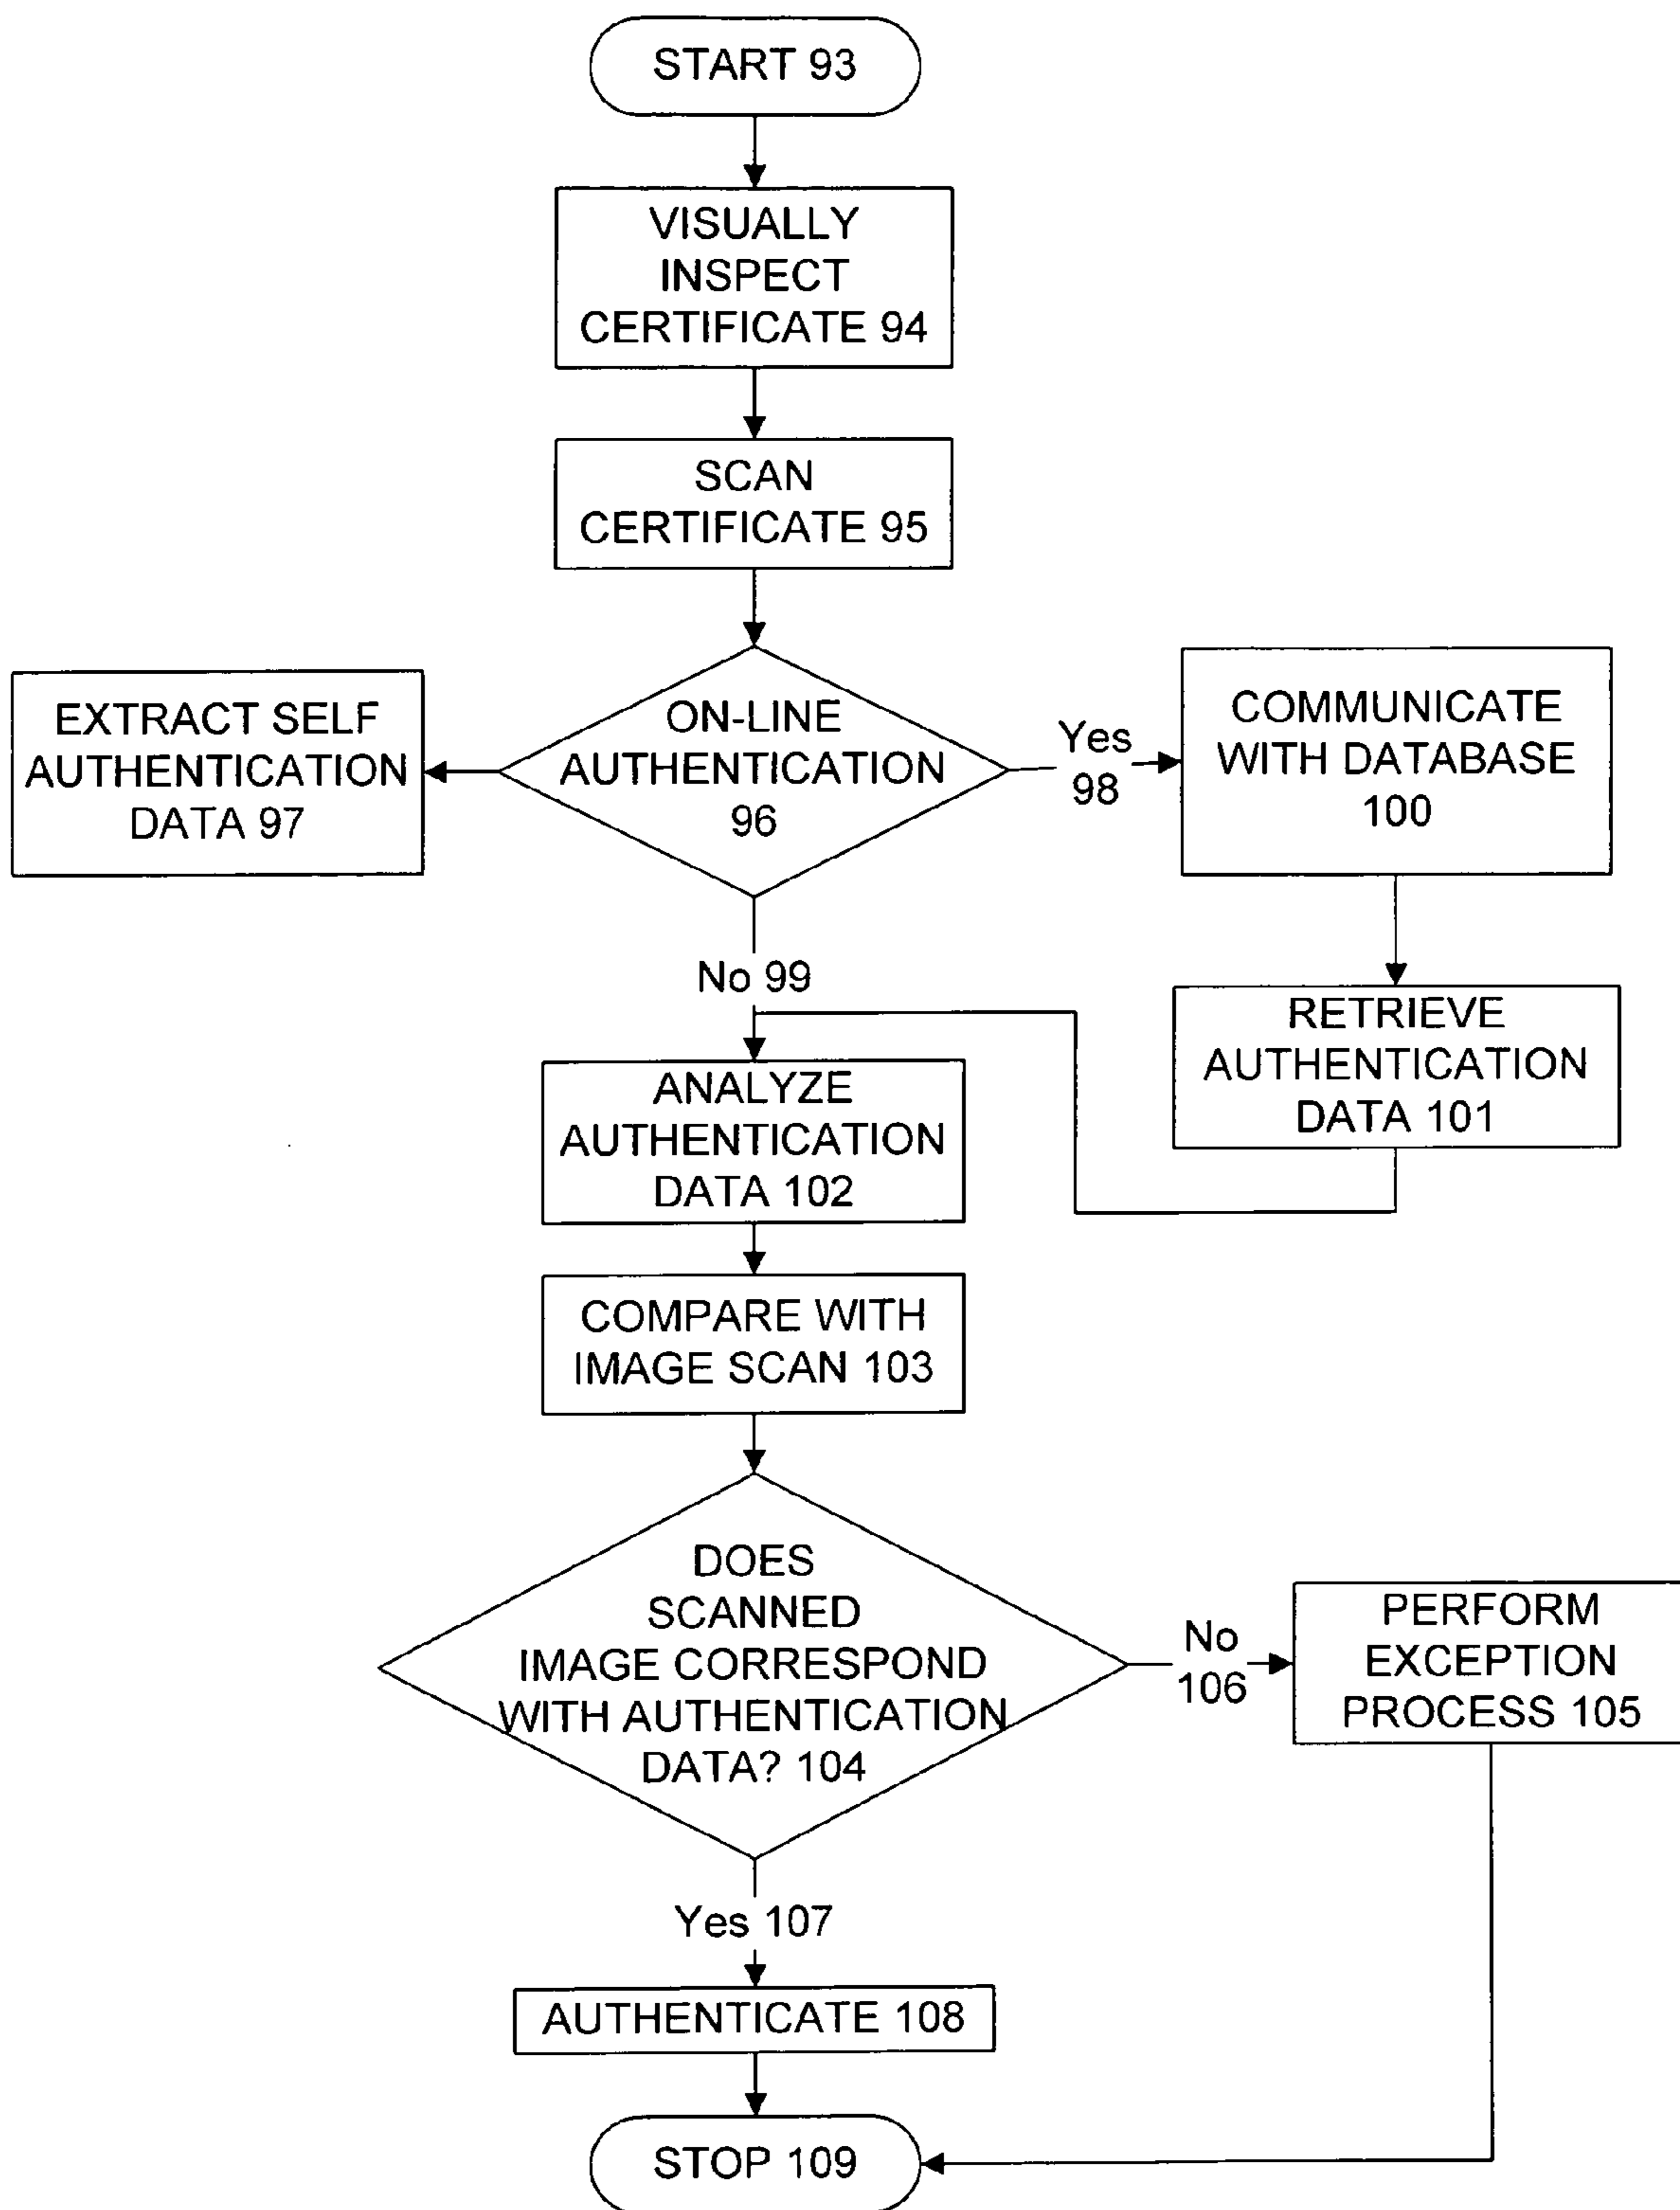 START 93
VISUALLY
INSPECT
CERTIFICATE 94
SCAN
CERTIFICATE 95
EXTRACT SELF
AUTHENTICATION
DATA 97
ON-LINE
AUTHENTICATION
96
Yes
98
COMMUNICATE
WITH DATABASE
100
No 99
RETRIEVE
AUTHENTICATION
DATA 101
ANALYZE
AUTHENTICATION
DATA 102
COMPARE WITH
IMAGE SCAN 103
DOES
SCANNED
IMAGE CORRESPOND
WITH AUTHENTICATION
DATA? 104
No
106
PERFORM
EXCEPTION
PROCESS 105
Yes 107
AUTHENTICATE 108
STOP 109